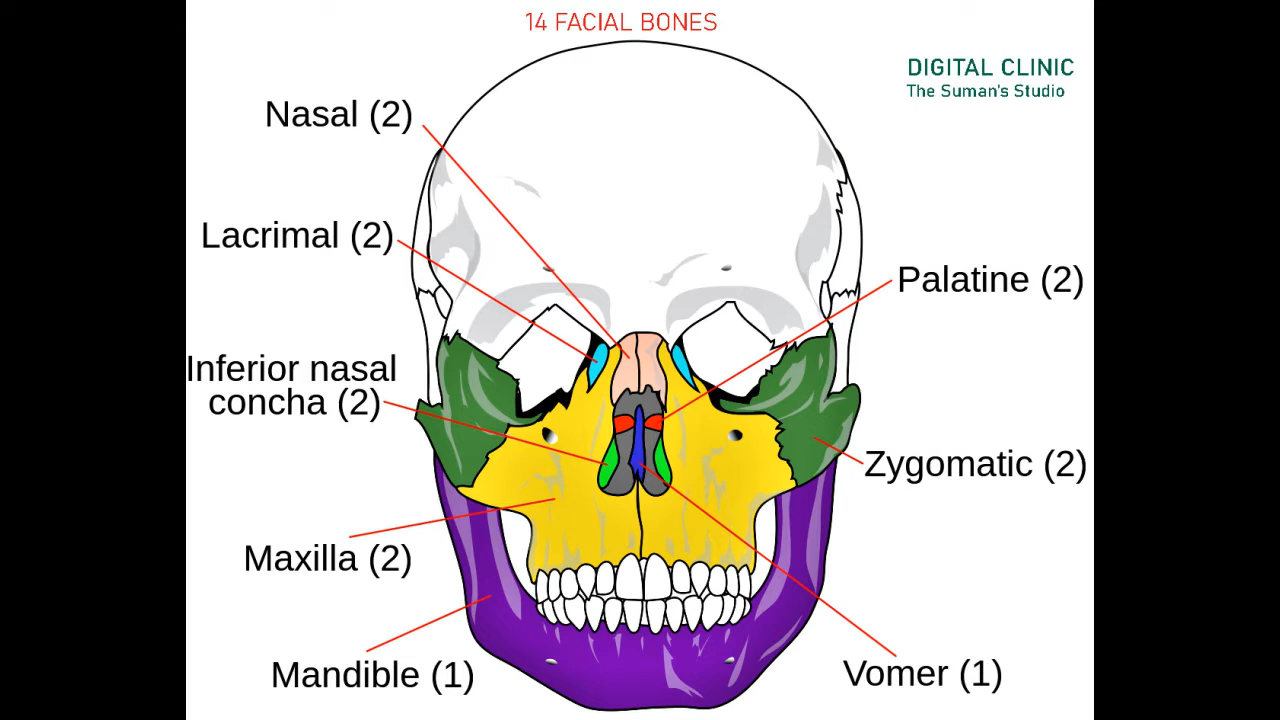 14 FACIAL BONES
DIGITAL CLINIC
The Suman's Studio
Nasal (2)
Lacrimal (2)
Palatine (2)
Inferior nasal
concha (2)
Zygomatic (2)
Maxilla (2)
Mandible (1)
Vomer (1)